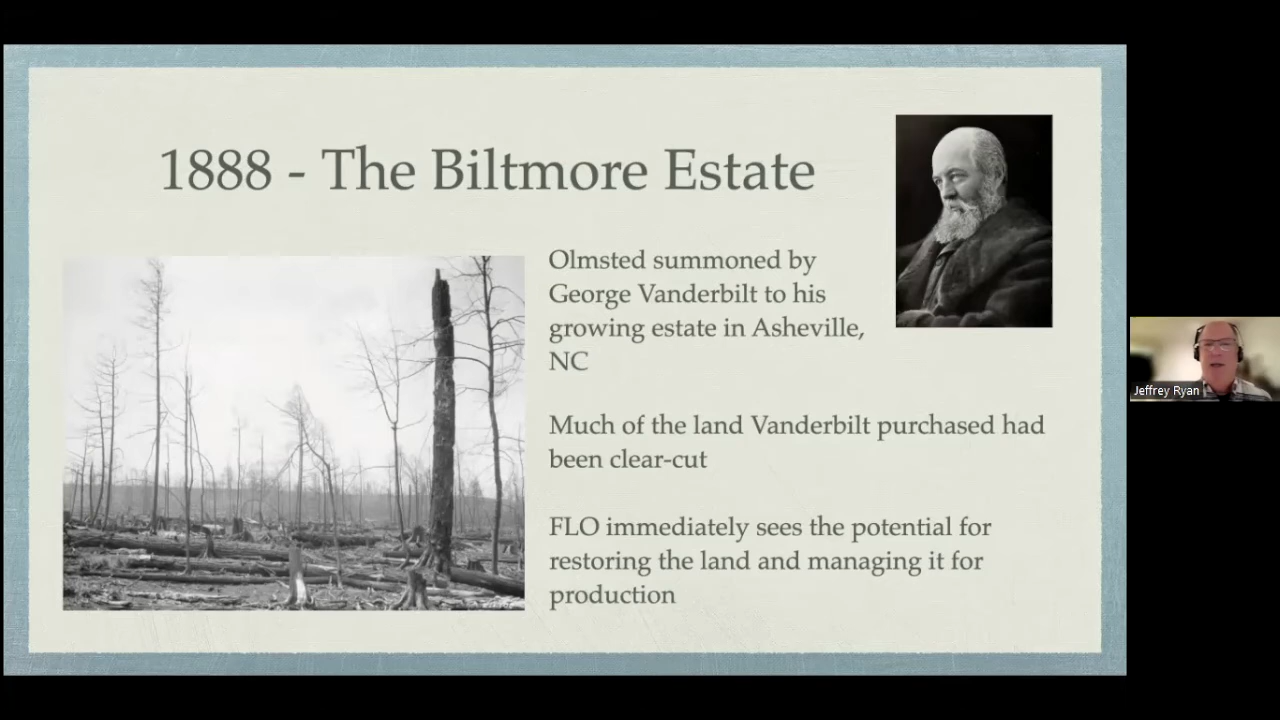 1888 - The Biltmore Estate
Olmsted summoned by
George Vanderbilt to his
growing estate in Asheville,
NC
Much of the land Vanderbilt purchased had
been clear-cut
FLO immediately sees the potential for
restoring the land and managing it for
production
Jeffrey Ryan